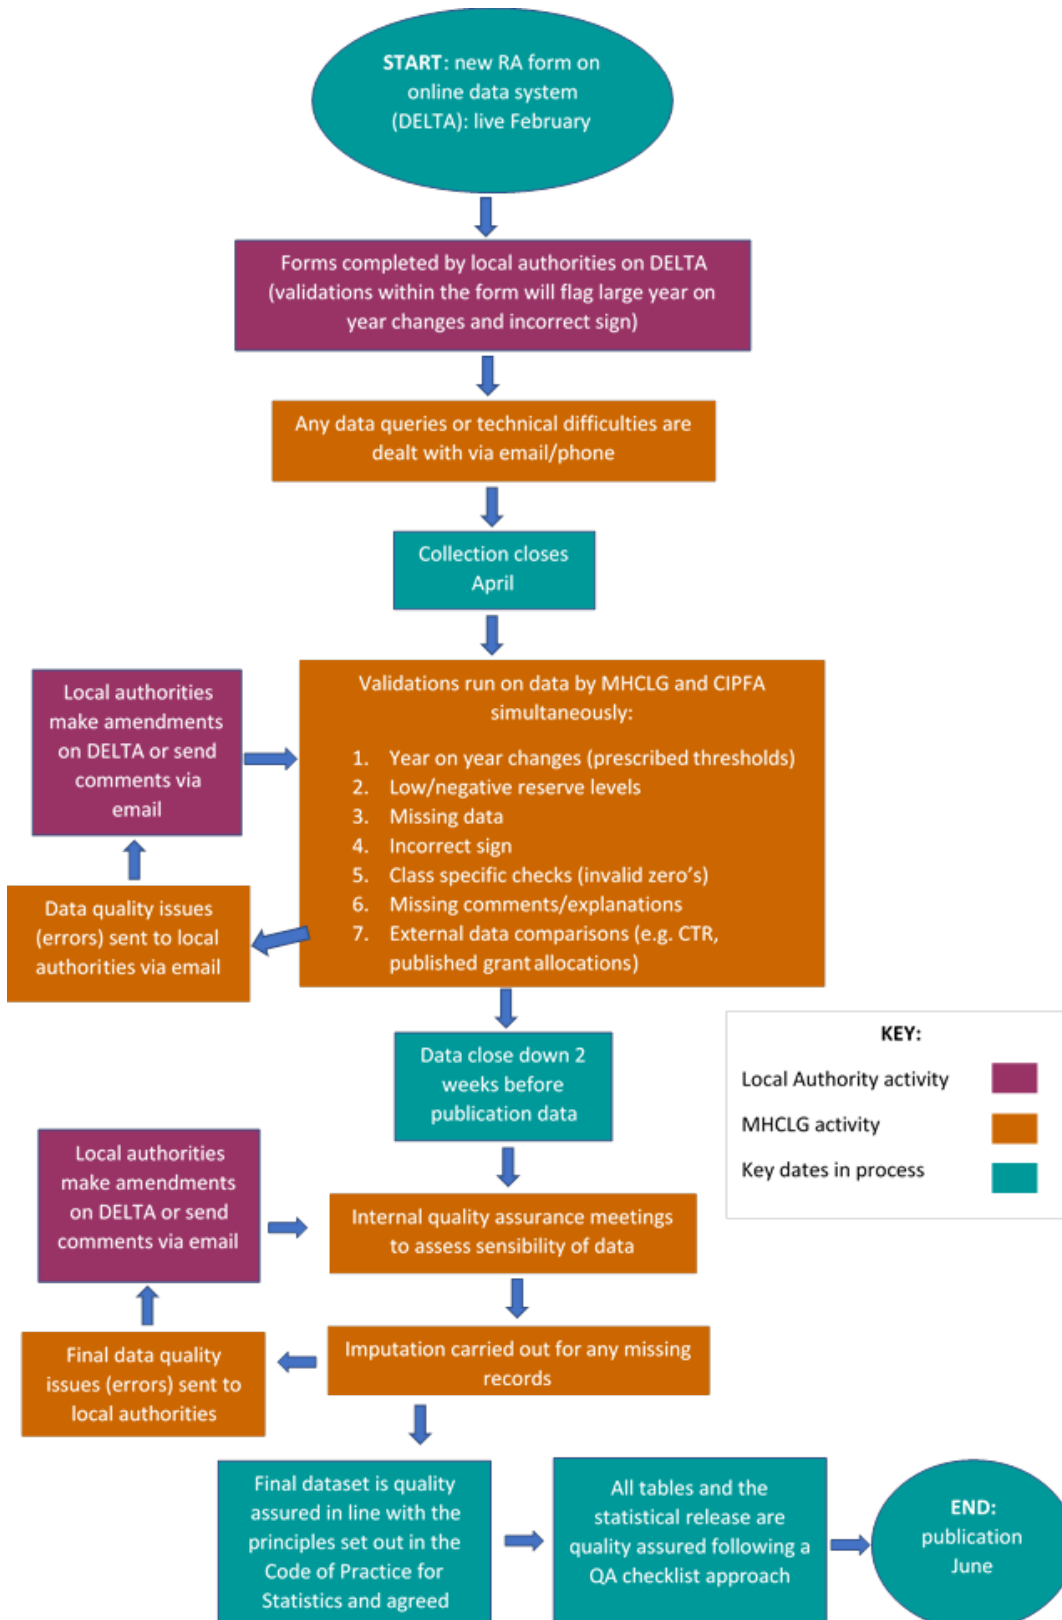 START: new RA form on
online data system
(DELTA): live February
Forms completed by local authorities on DELTA
(validations within the form will flag large year on
year changes and incorrect sign)
Any data queries or technical difficulties are
dealt with via email/phone
Collection closes
April
Local authorities
make amendments
on DELTA or send
comments via
email
Validations run on data by MHCLG and CIPFA
simultaneously:
1. Year on year changes (prescribed thresholds)
2. Low/negative reserve levels
3. Missing data
4. Incorrect sign
5. Class specific checks (invalid zero's)
6. Missing comments/explanations
7. External data comparisons (e.g. CTR,
published grant allocations)
Data quality issues
(errors) sent to local
authorities via email
Data close down 2
weeks before
publication data
KEY:
Local Authority activity
MHCLG activity
Key dates in process
Local authorities
make amendments
on DELTA or send
comments via email
Internal quality assurance meetings
to assess sensibility of data
Imputation carried out for any missing
records
Final data quality
issues (errors) sent to
local authorities
Final dataset is quality
assured in line with the
principles set out in the
Code of Practice for
Statistics and agreed
All tables and the
statistical release are
quality assured following a
QA checklist approach
END:
publication
June